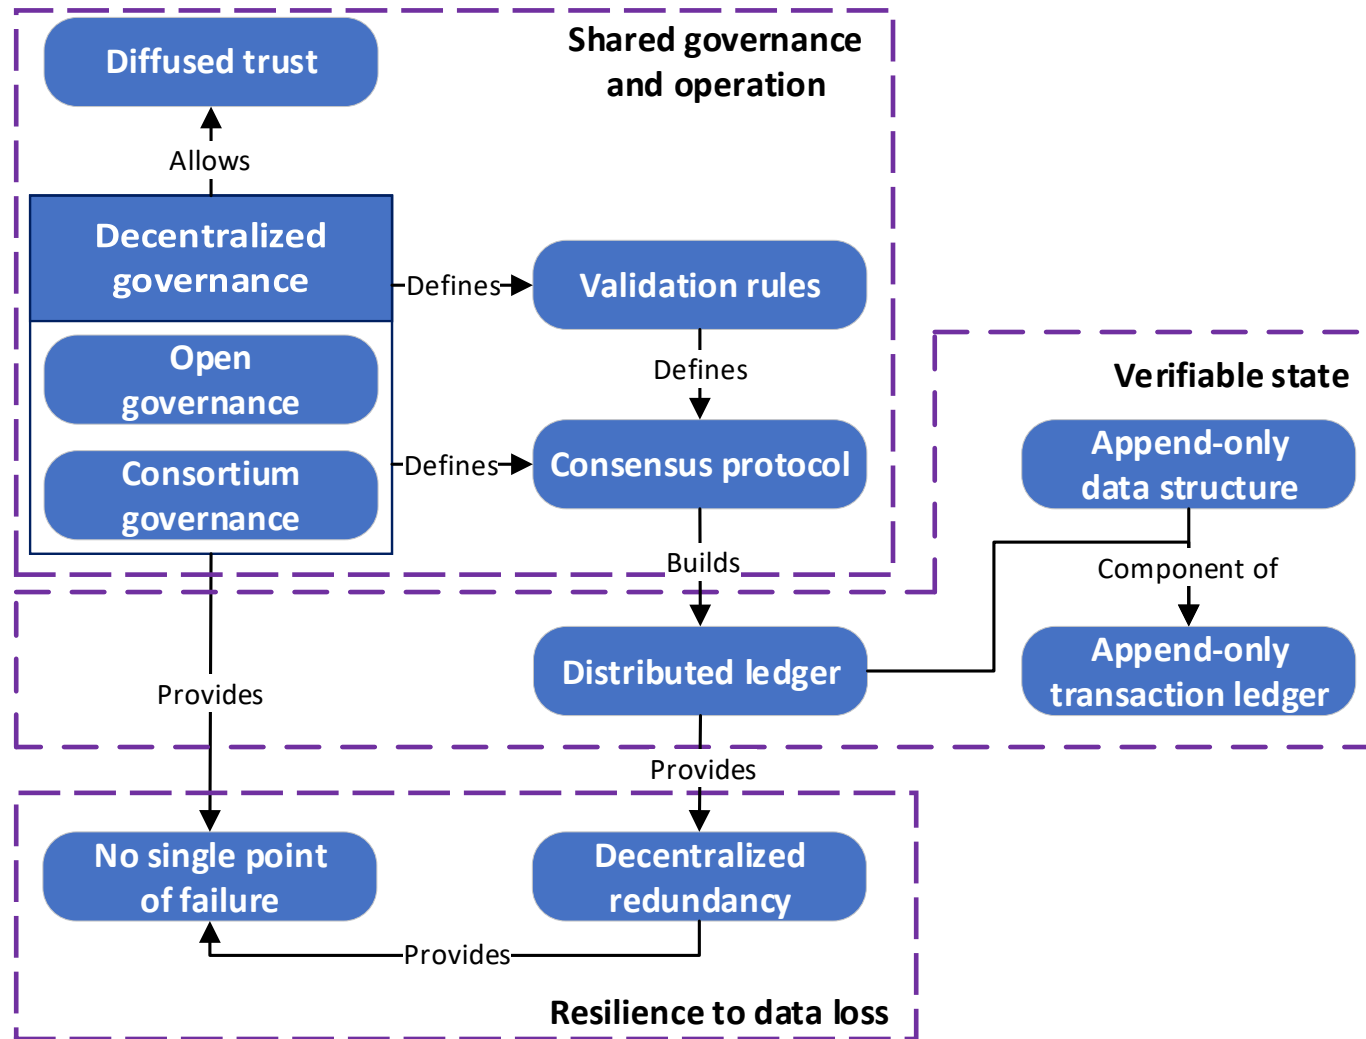 Shared governance
and operation
Diffused trust
Allows
Decentralized
governance
Defines
Validation rules
Open
governance
Defines
Verifiable state
Consortium
governance
Defines
Consensus protocol
Append-only
data structure
Builds
Component of
Distributed ledger
Append-only
transaction ledger
Provides
Provides
No single point
of failure
Decentralized
redundancy
Provides
Resilience to data loss